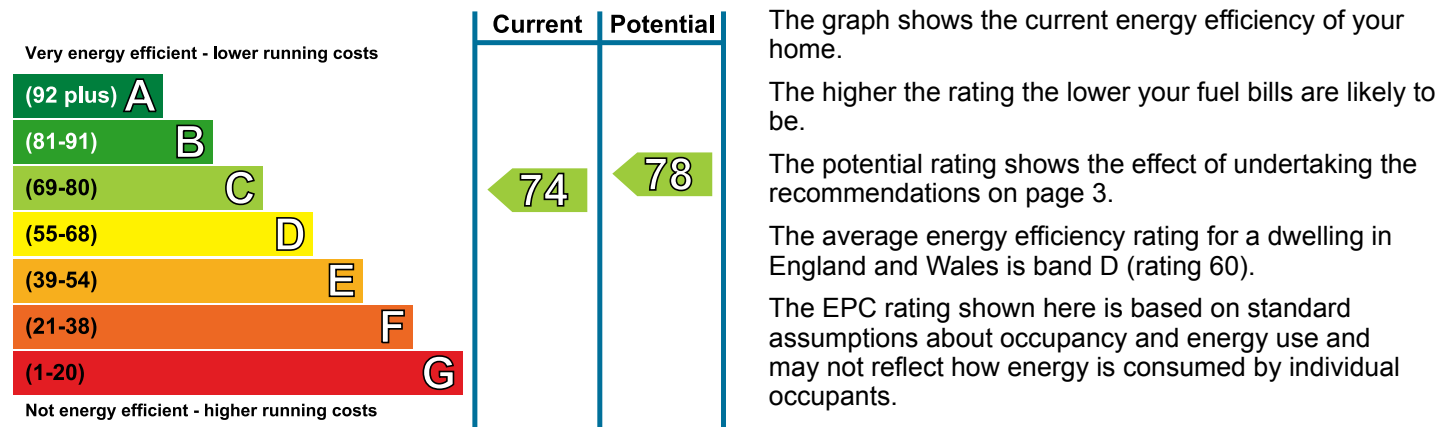 Current Potential
Very energy efficient - lower running costs
(92 plus) A
(81-91) B
(69-80) C
(55-68) D
(39-54) E
(21-38) F
(1-20) G
Not energy efficient - higher running costs
74
78
The graph shows the current energy efficiency of your
home.
The higher the rating the lower your fuel bills are likely to
be.
The potential rating shows the effect of undertaking the
recommendations on page 3.
The average energy efficiency rating for a dwelling in
England and Wales is band D (rating 60).
The EPC rating shown here is based on standard
assumptions about occupancy and energy use and
may not reflect how energy is consumed by individual
occupants.